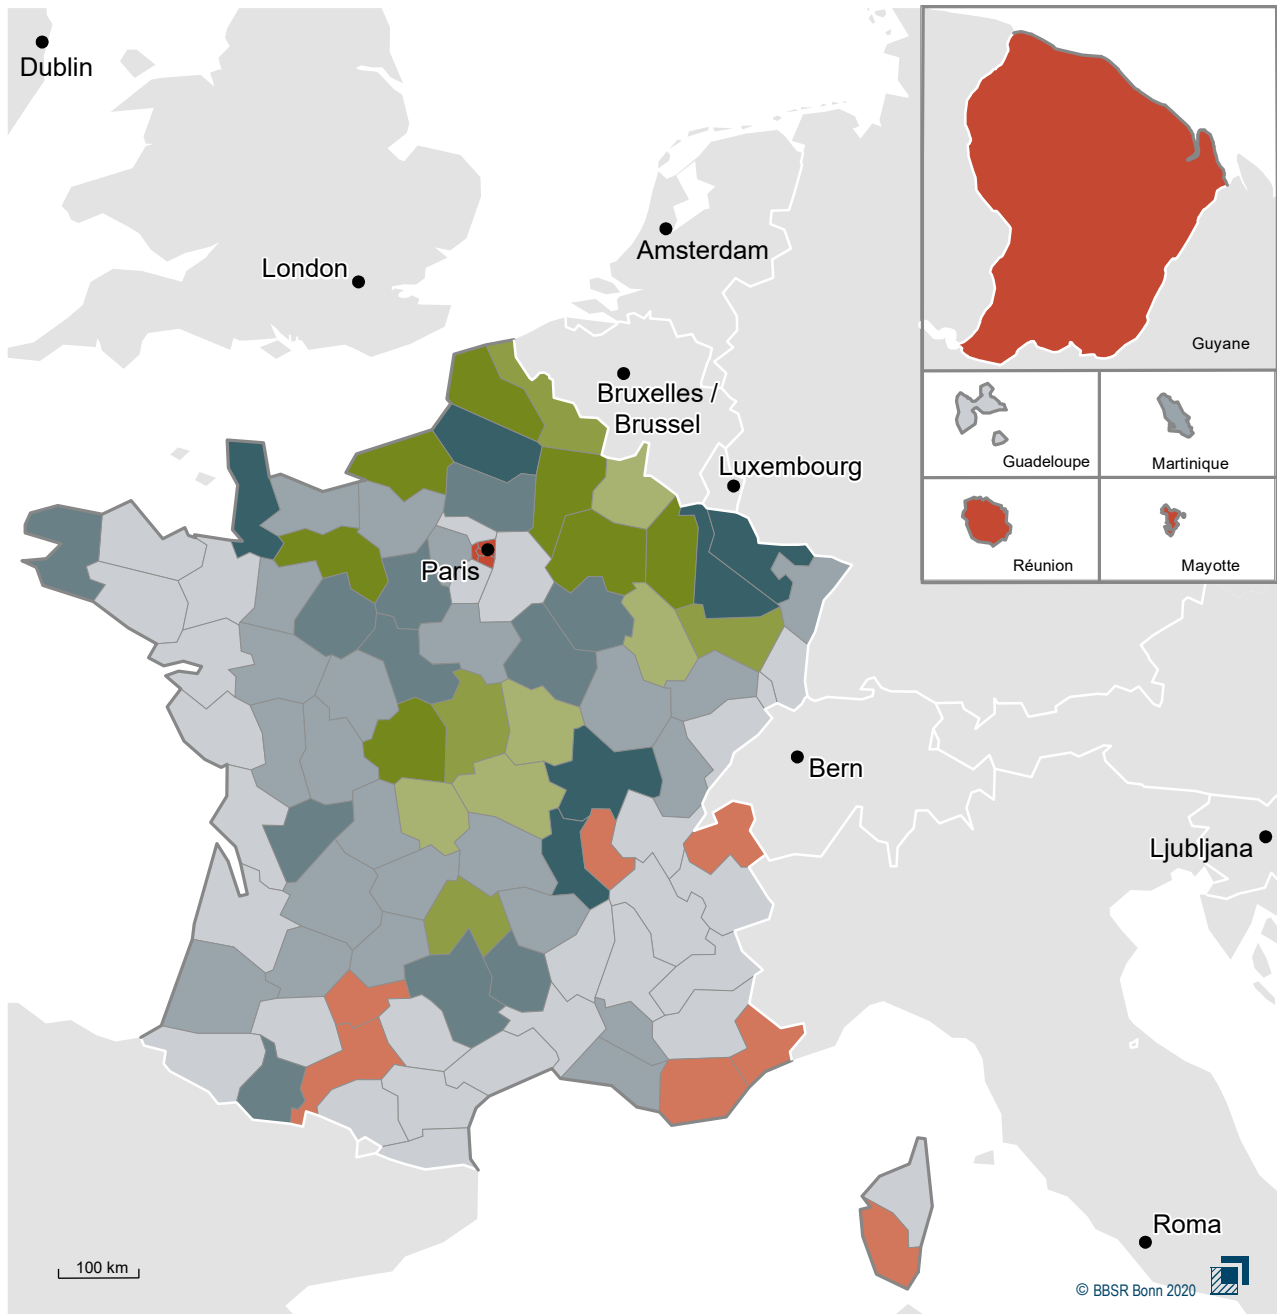 Dublin
London
Amsterdam
Bruxelles /
Brussel
Luxembourg
Paris
Guyane
Guadeloupe
Martinique
Réunion
Mayotte
Bern
Ljubljana
Roma
100 km
© BBSR Bonn 2020